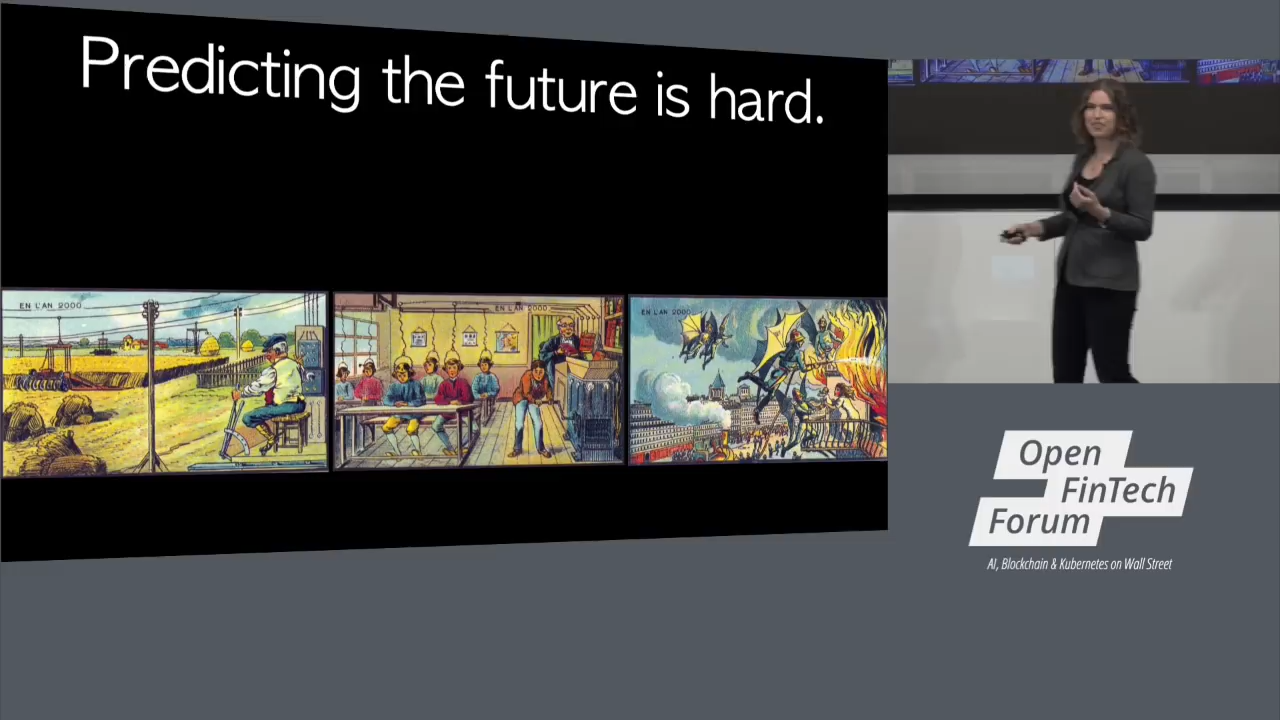 Predicting the future is hard.
EN L'AN 2000
EN L'AN 2000
EN L'AN 2000
Open
FinTech
Forum
AI, Blockchain & Kubernetes on Wall Street